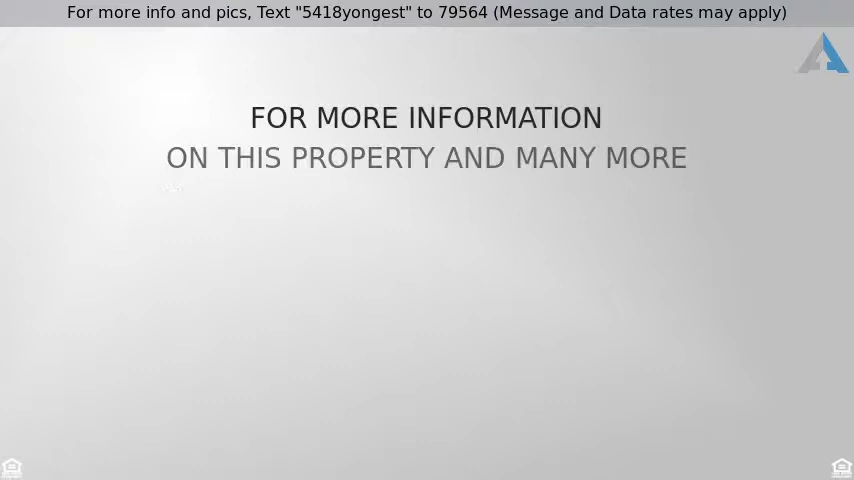 For more info and pics, Text "5418yongest" to 79564 (Message and Data rates may apply)
FOR MORE INFORMATION
ON THIS PROPERTY AND MANY MORE